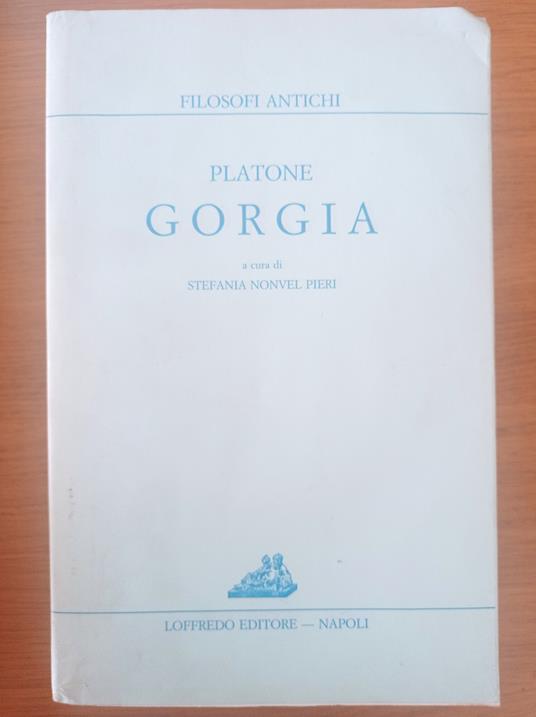 FILOSOFI ANTICHI
PLATONE
GORGIA
a cura di
STEFANIA NONVEL PIERI
LOFFREDO EDITORE — NAPOLI